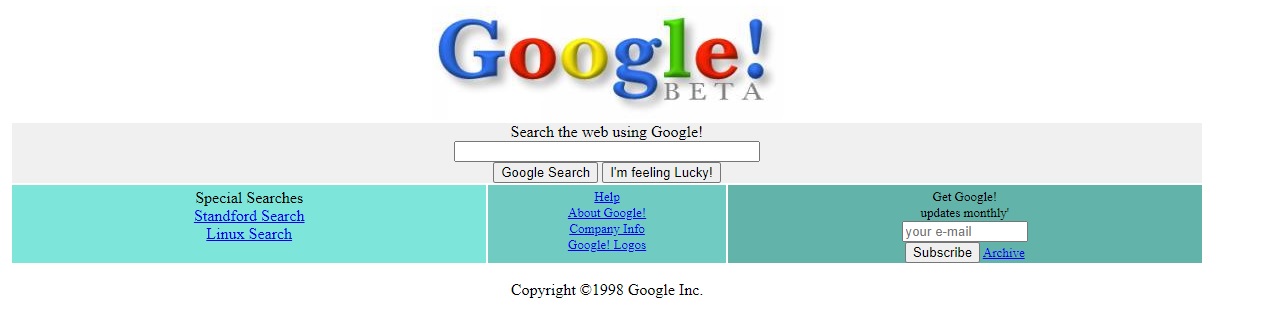 Google!
BETA
Search the web using Google!
Google Search I'm feeling Lucky!
Special Searches
Standford Search
Linux Search
Help
About Google!
Company Info
Google! Logos
Get Google!
updates monthly'
your e-mail
Subscribe Archive
Copyright ©1998 Google Inc.